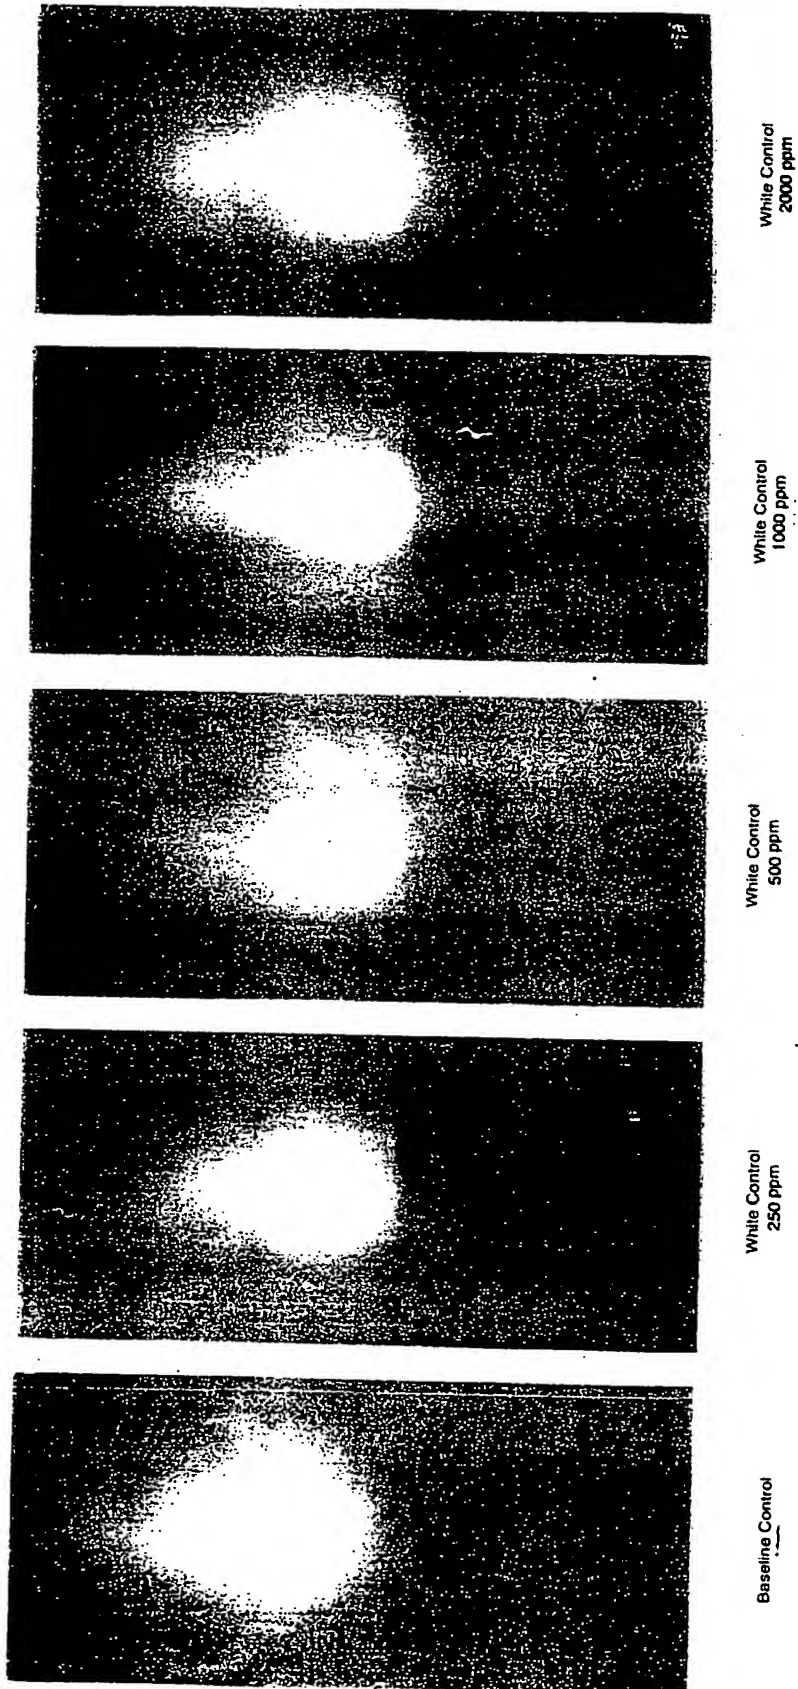 White Control
2000 ppm
White Control
1000 ppm
White Control
500 ppm
White Control
250 ppm
Baseline Control